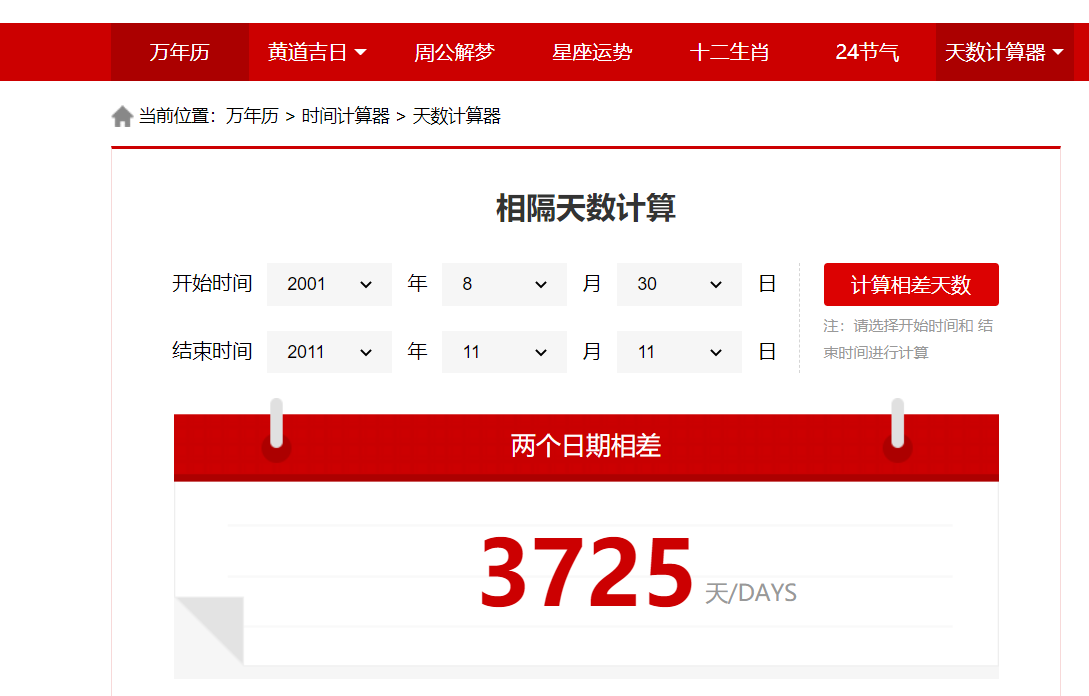 万年历 黄道吉日 周公解梦 星座运势 十二生肖 24节气 天数计算器
当前位置：万年历 > 时间计算器 > 天数计算器
相隔天数计算
开始时间 2001 年 8 月 30 日 计算相差天数
注：请选择开始时间和 结
束时间进行计算
结束时间 2011 年 11 月 11 日
两个日期相差
3725 天/DAYS